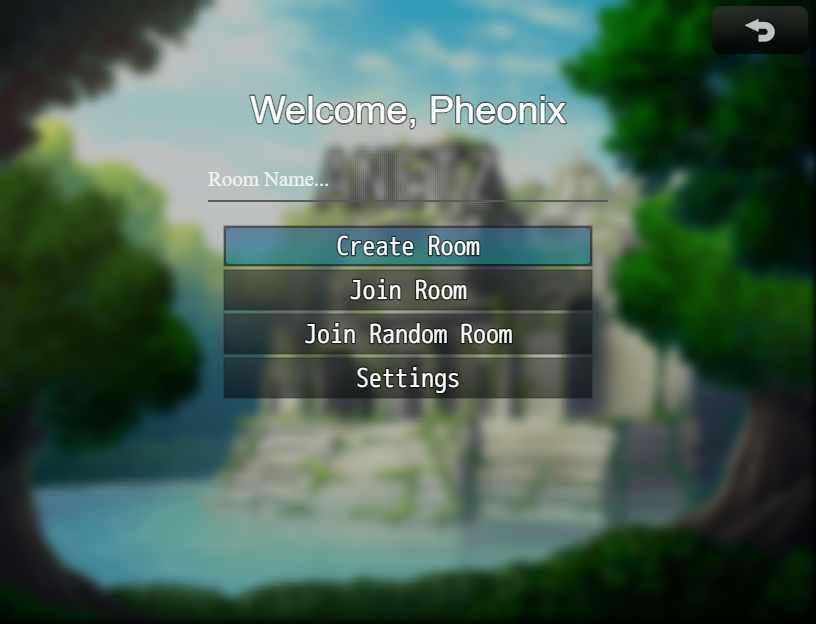 Welcome, Pheonix
Room Name...
Create Room
Join Room
Join Random Room
Settings